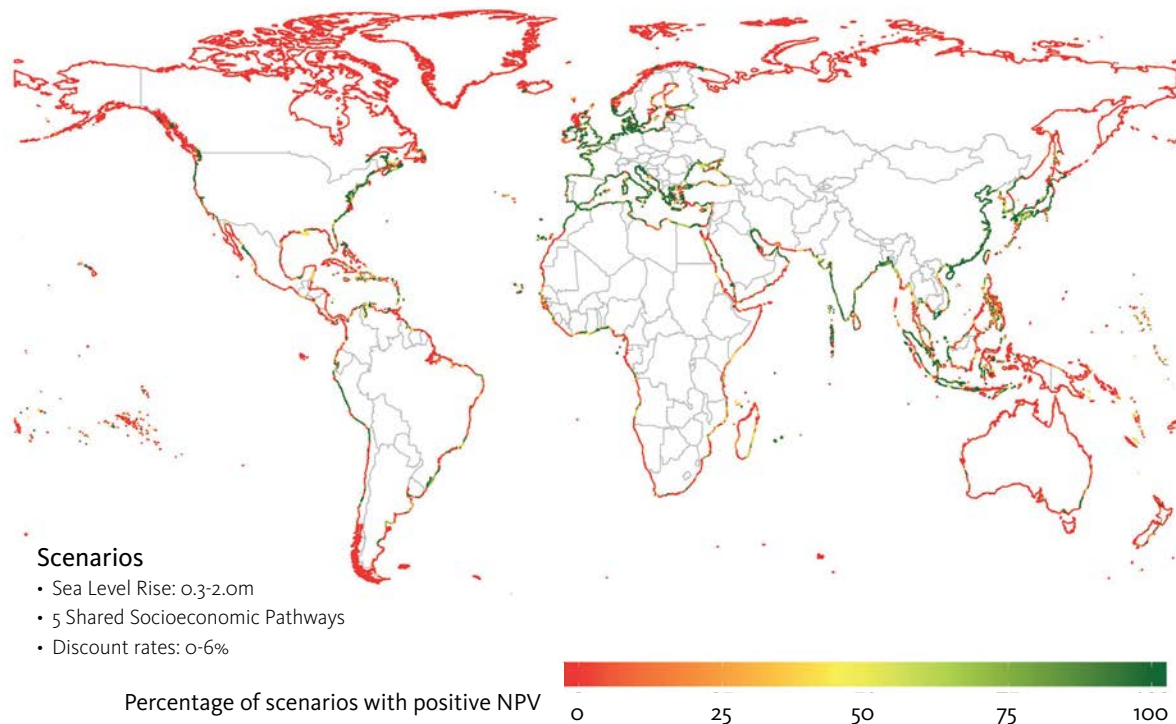 Scenarios
• Sea Level Rise: 0.3-2.0m
• 5 Shared Socioeconomic Pathways
• Discount rates: 0-6%
Percentage of scenarios with positive NPV
0 25 50 75 100